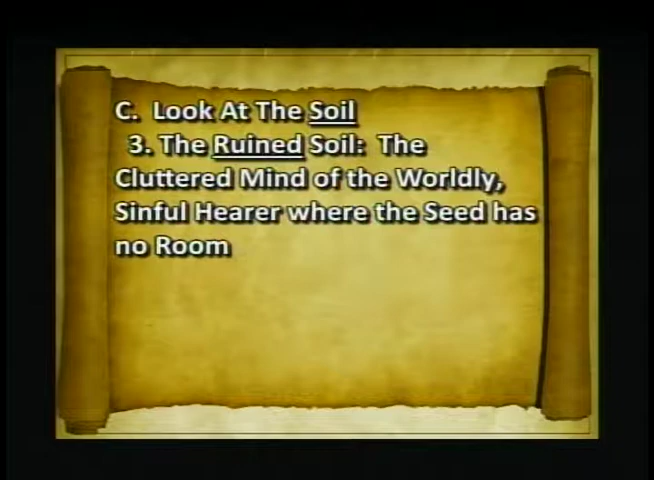 C. Look At The Soil
3. The Ruined Soil: The
Cluttered Mind of the Worldly,
Sinful Hearer where the Seed has
no Room